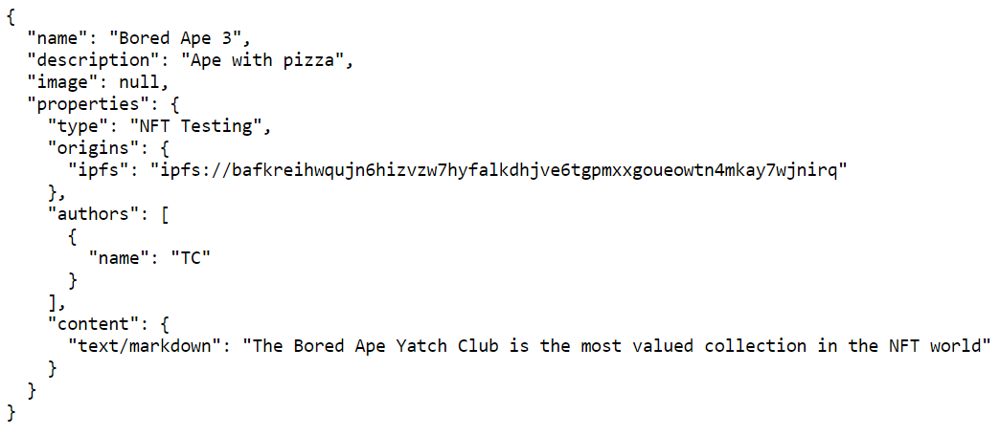 {
  "name": "Bored Ape 3",
  "description": "Ape with pizza",
  "image": null,
  "properties": {
    "type": "NFT Testing",
    "origins": {
      "ipfs": "ipfs://bafkreihwqujn6hizvzw7hyfalkdhjve6tgpmxxgoueowtn4mkay7wjnirq"
    },
    "authors": [
      {
        "name": "TC"
      }
    ],
    "content": {
      "text/markdown": "The Bored Ape Yatch Club is the most valued collection in the NFT world"
    }
  }
}